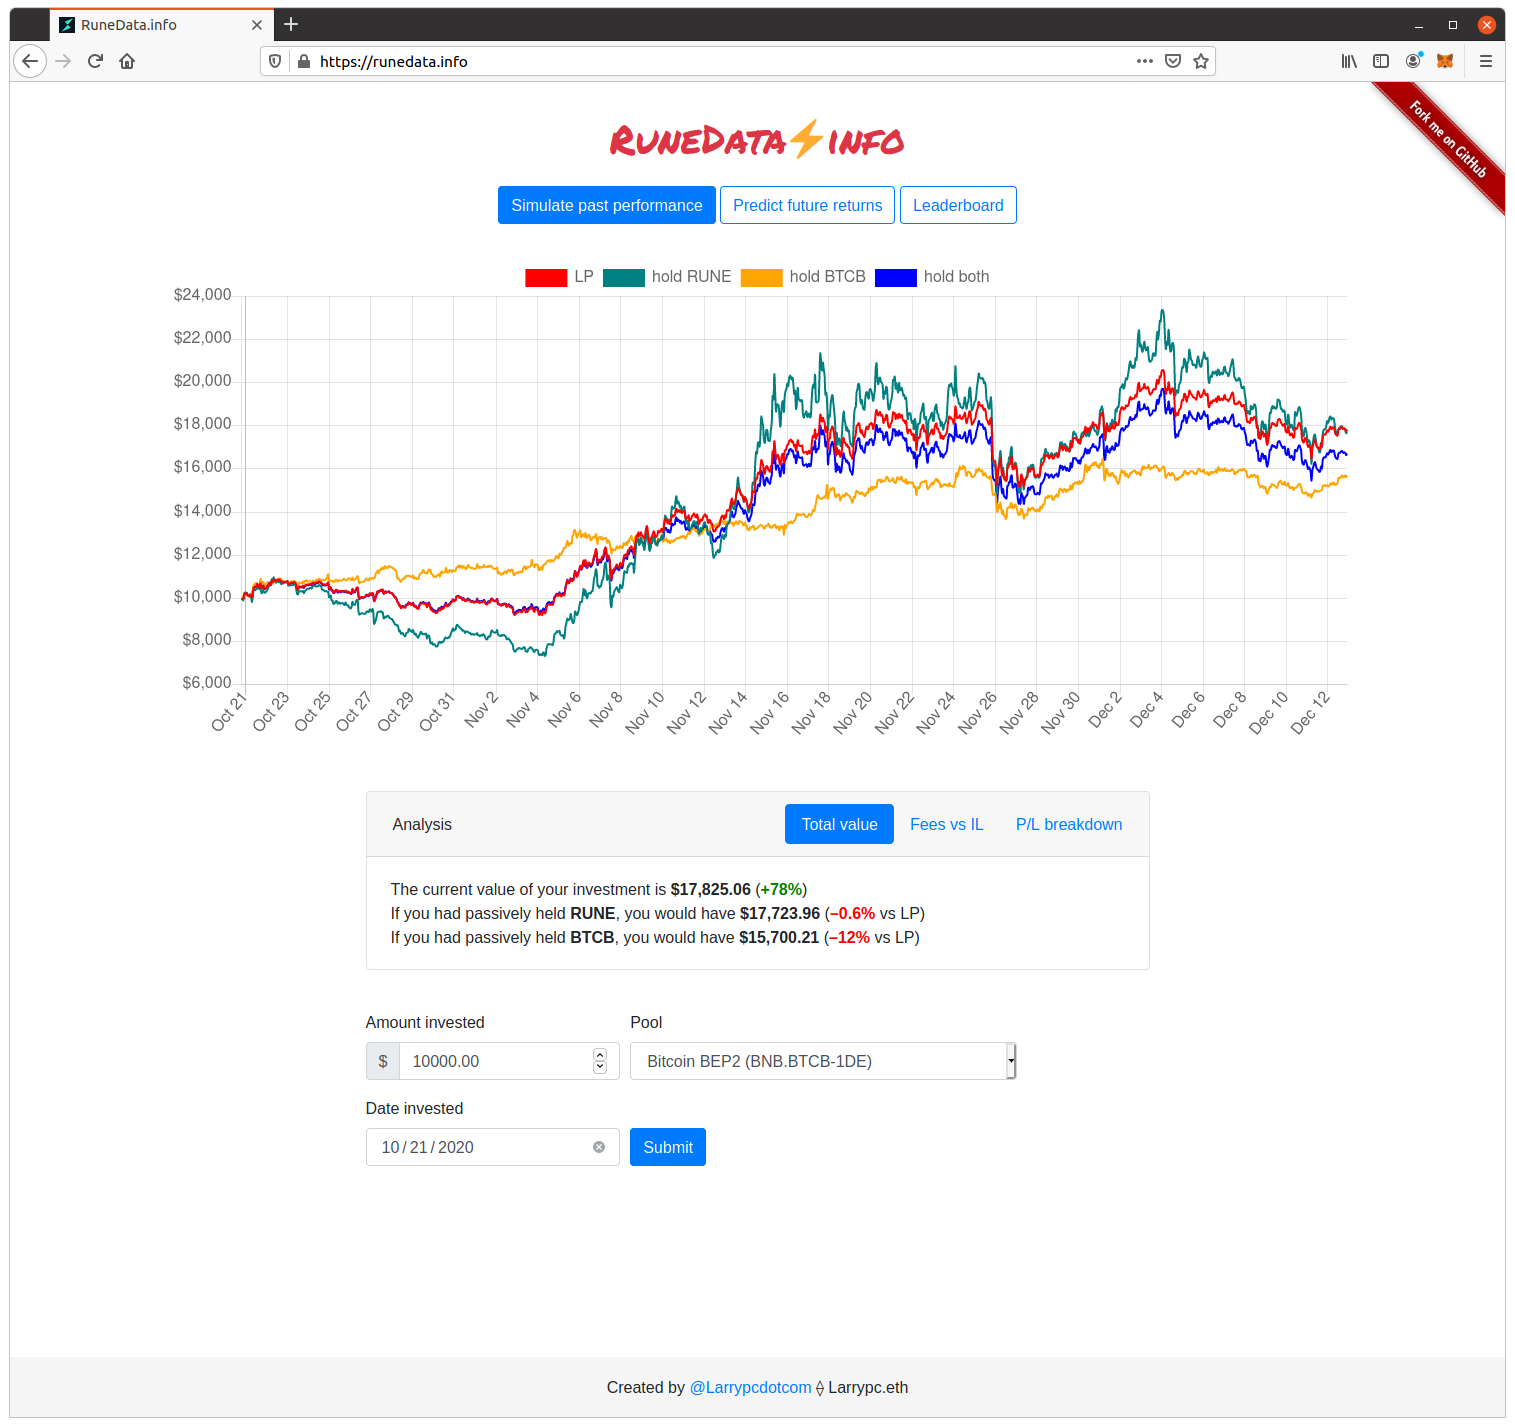 RuneData.info
https://runedata.info
Fork me on GitHub
RuneData⚡info
Simulate past performance
Predict future returns
Leaderboard
LP
hold RUNE
hold BTCB
hold both
$24,000
$22,000
$20,000
$18,000
$16,000
$14,000
$12,000
$10,000
$8,000
$6,000
Oct 21
Oct 23
Oct 25
Oct 27
Oct 29
Oct 31
Nov 2
Nov 4
Nov 6
Nov 8
Nov 10
Nov 12
Nov 14
Nov 16
Nov 18
Nov 20
Nov 22
Nov 24
Nov 26
Nov 28
Nov 30
Dec 2
Dec 4
Dec 6
Dec 8
Dec 10
Dec 12
Analysis
Total value
Fees vs IL
P/L breakdown
The current value of your investment is $17,825.06 (+78%)
If you had passively held RUNE, you would have $17,723.96 (−0.6% vs LP)
If you had passively held BTCB, you would have $15,700.21 (−12% vs LP)
Amount invested
Pool
$ 10000.00
Bitcoin BEP2 (BNB.BTCB-1DE)
Date invested
10/21/2020
Submit
Created by @Larrypcdotcom ⟠ Larrypc.eth